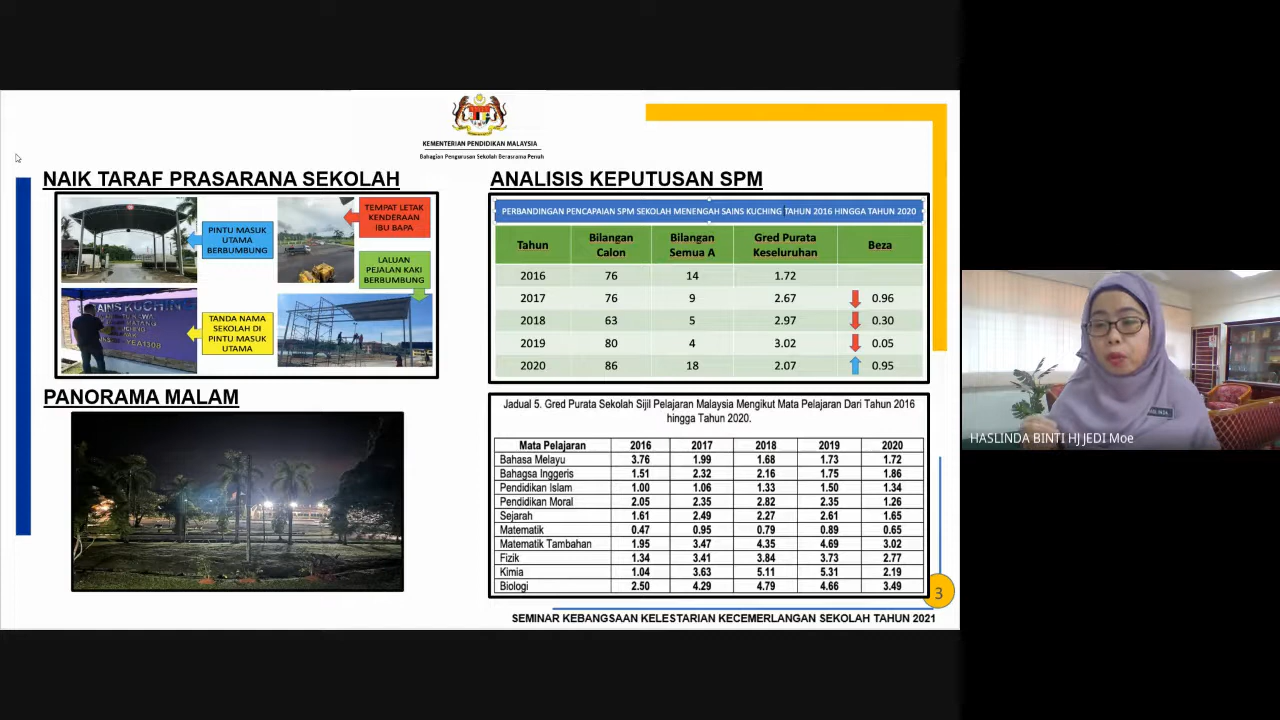 KEMENTERIAN PENDIDIKAN MALAYSIA
Bahagian Pengurusan Sekolah Berasrama Penuh
NAIK TARAF PRASARANA SEKOLAH
PINTU MASUK
UTAMA
BERBUMBUNG
TEMPAT LETAK
KENDERAAN
IBU BAPA
LALUAN
PEJALAN KAKI
BERBUMBUNG
TANDA NAMA
SEKOLAH DI
PINTU MASUK
UTAMA
SAINS KUCHIN
YEA1308
PANORAMA MALAM
ANALISIS KEPUTUSAN SPM
PERBANDINGAN PENCAPAIAN SPM SEKOLAH MENENGAH SAINS KUCHING TAHUN 2016 HINGGA TAHUN 2020
Tahun Bilangan Calon Bilangan Semua A Gred Purata Keseluruhan Beza
2016 76 14 1.72
2017 76 9 2.67 0.96
2018 63 5 2.97 0.30
2019 80 4 3.02 0.05
2020 86 18 2.07 0.95
Jadual 5. Gred Purata Sekolah Sijil Pelajaran Malaysia Mengikut Mata Pelajaran Dari Tahun 2016
hingga Tahun 2020.
Mata Pelajaran 2016 2017 2018 2019 2020
Bahasa Melayu 3.76 1.99 1.68 1.73 1.72
Bahagsa Inggeris 1.51 2.32 2.16 1.75 1.86
Pendidikan Islam 1.00 1.06 1.33 1.50 1.34
Pendidikan Moral 2.05 2.35 2.82 2.35 1.26
Sejarah 1.61 2.49 2.27 2.61 1.65
Matematik 0.47 0.95 0.79 0.89 0.65
Matematik Tambahan 1.95 3.47 4.35 4.69 3.02
Fizik 1.34 3.41 3.84 3.73 2.77
Kimia 1.04 3.63 5.11 5.31 2.19
Biologi 2.50 4.29 4.79 4.66 3.49
3
SEMINAR KEBANGSAAN KELESTARIAN KECEMERLANGAN SEKOLAH TAHUN 2021
HASLINDA BINTI HJ JEDI Moe